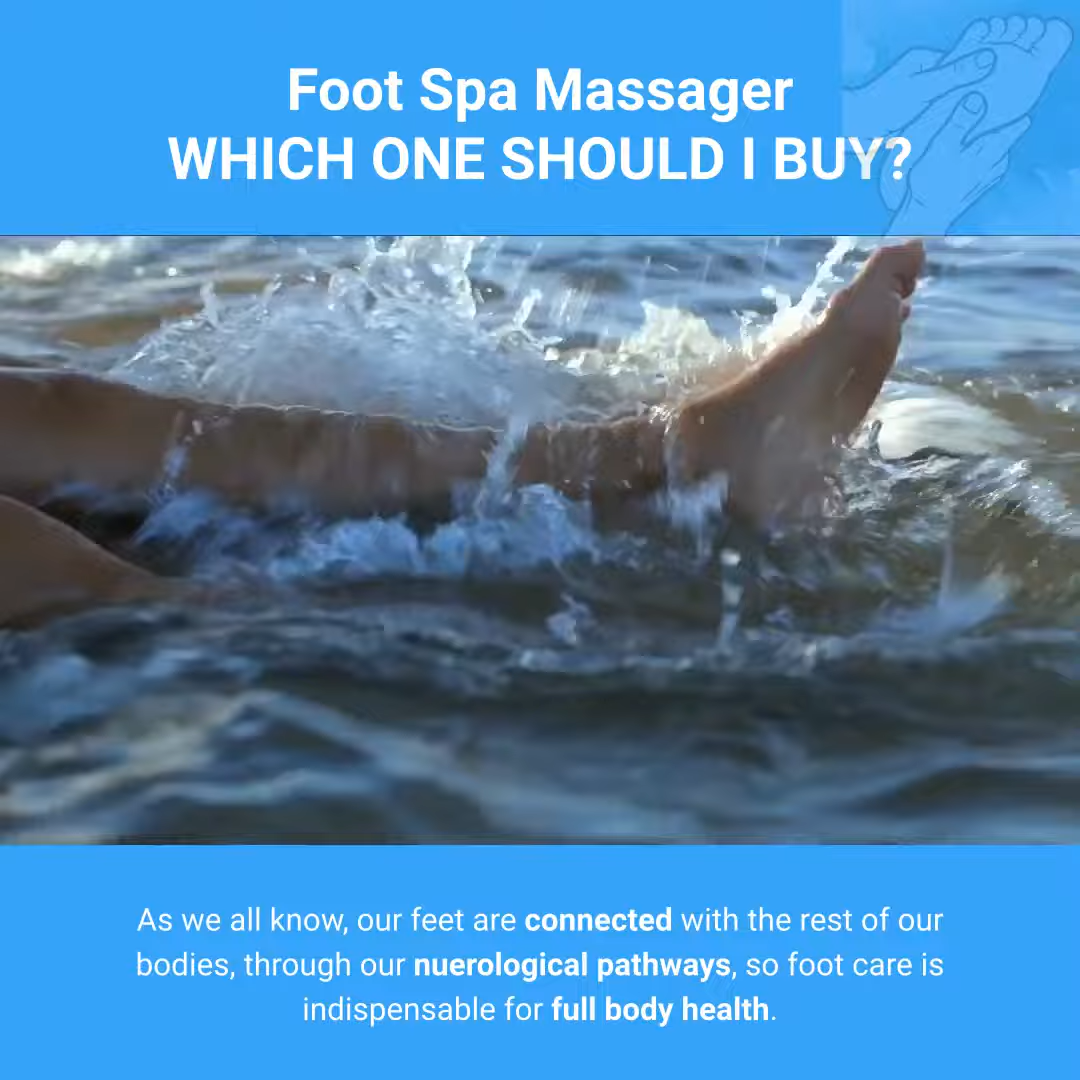 Foot Spa Massager
WHICH ONE SHOULD I BUY?
As we all know, our feet are connected with the rest of our
bodies, through our nuerological pathways, so foot care is
indispensable for full body health.